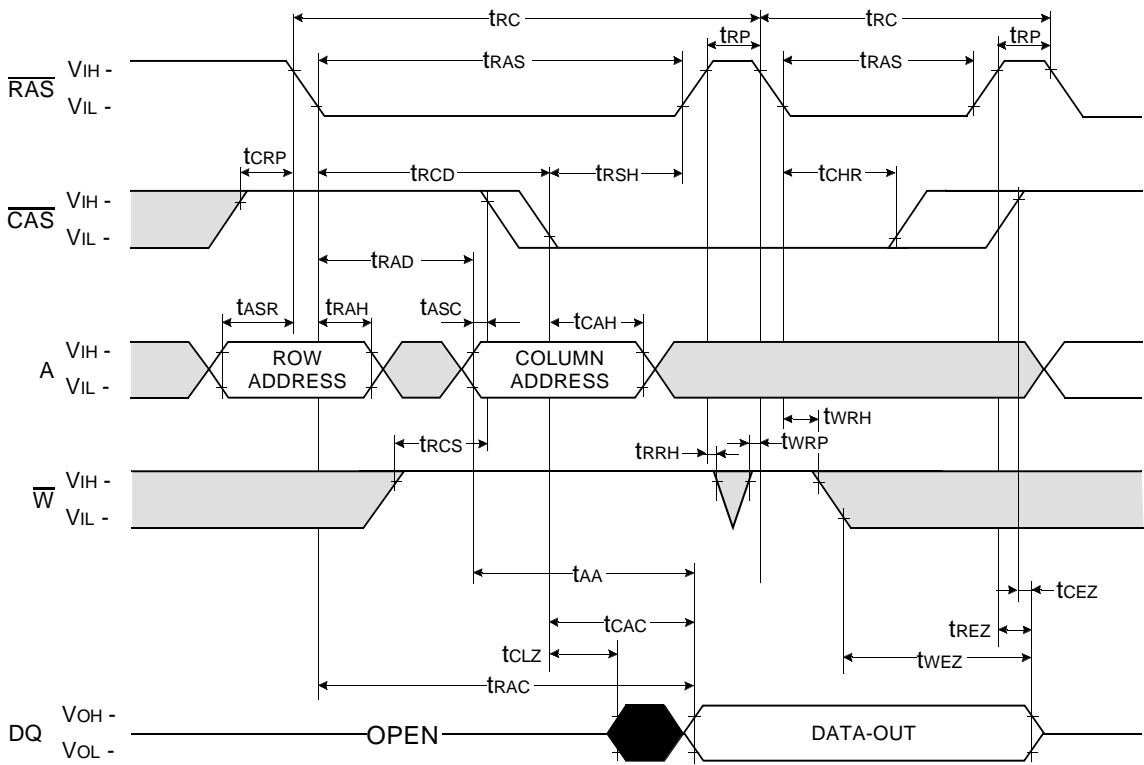 tRC tRC
tRP tRP
tRAS tRAS
RAS VIH -
VIL -
tCRP tRCD tRSH tCHR
CAS VIH -
VIL -
tRAD
tASR tRAH tASC tCAH
A VIH -
VIL -
ROW
ADDRESS
COLUMN
ADDRESS
tWRH
tRCS tRRH tWRP
W VIH -
VIL -
tAA
tCEZ
tCAC tREZ
tCLZ tWEZ
tRAC
DQ VOH -
VOL -
OPEN DATA-OUT